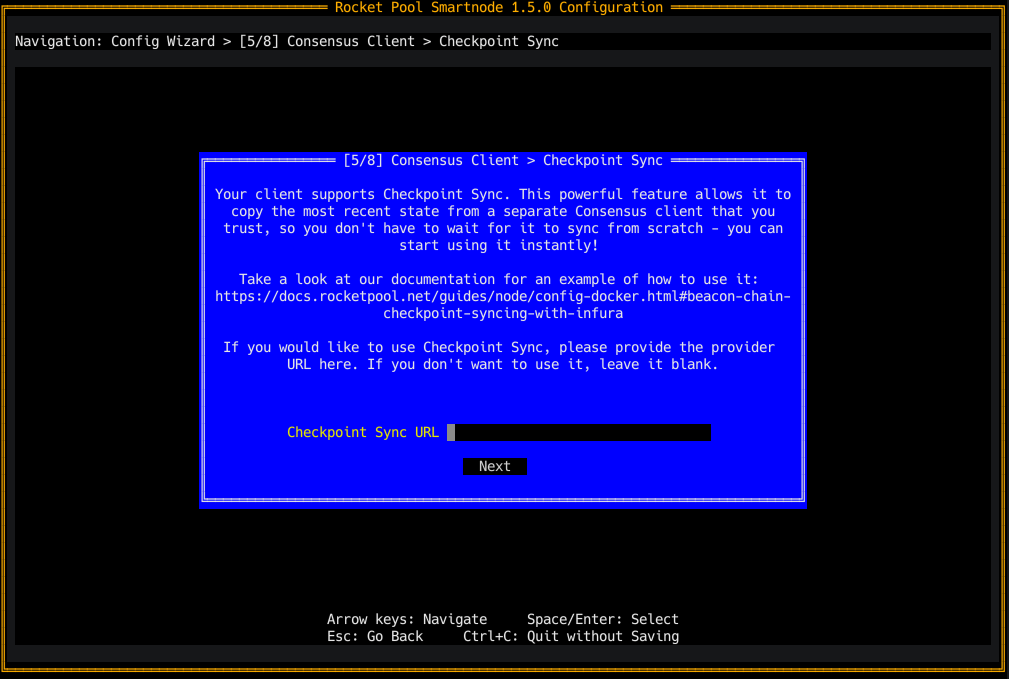 Rocket Pool Smartnode 1.5.0 Configuration
Navigation: Config Wizard > [5/8] Consensus Client > Checkpoint Sync
[5/8] Consensus Client > Checkpoint Sync
Your client supports Checkpoint Sync. This powerful feature allows it to
copy the most recent state from a separate Consensus client that you
trust, so you don't have to wait for it to sync from scratch - you can
start using it instantly!
Take a look at our documentation for an example of how to use it:
https://docs.rocketpool.net/guides/node/config-docker.html#beacon-chain-
checkpoint-syncing-with-infura
If you would like to use Checkpoint Sync, please provide the provider
URL here. If you don't want to use it, leave it blank.
Checkpoint Sync URL
Next
Arrow keys: Navigate     Space/Enter: Select
Esc: Go Back     Ctrl+C: Quit without Saving